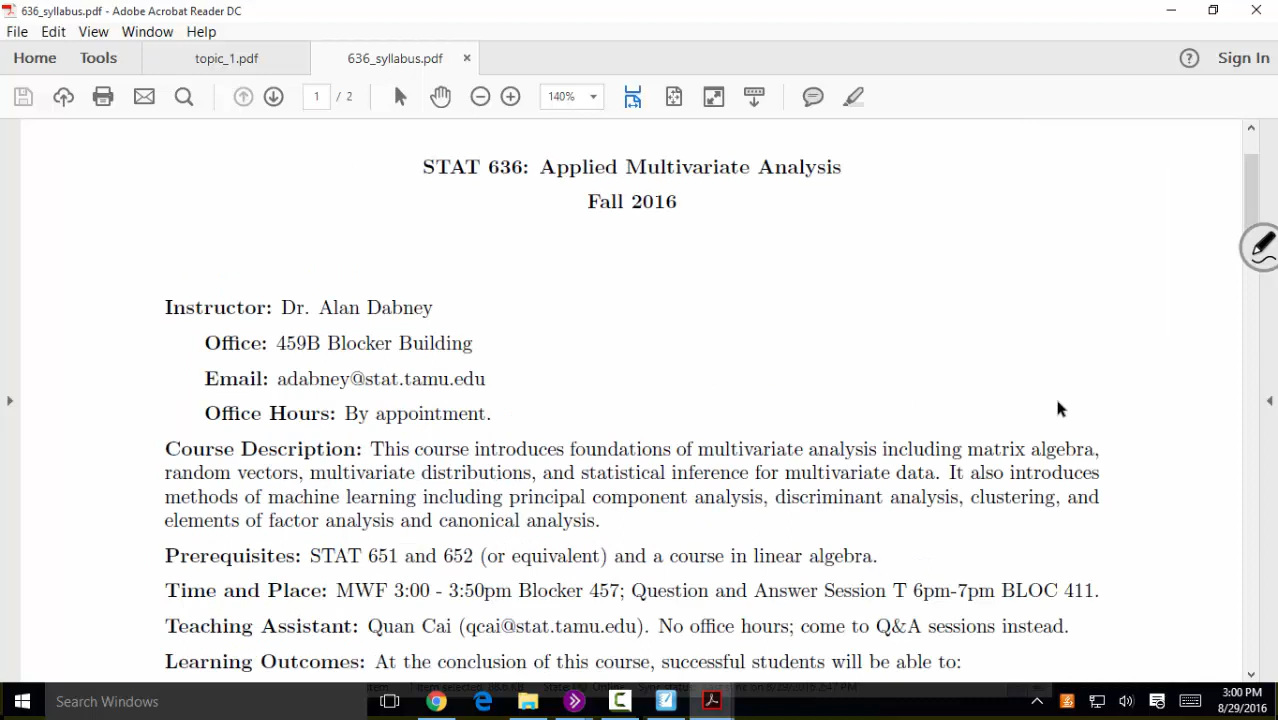 636_syllabus.pdf - Adobe Acrobat Reader DC
File Edit View Window Help
Home Tools topic_1.pdf 636_syllabus.pdf × Sign In
1 / 2 140%
STAT 636: Applied Multivariate Analysis
Fall 2016
Instructor: Dr. Alan Dabney
Office: 459B Blocker Building
Email: adabney@stat.tamu.edu
Office Hours: By appointment.
Course Description: This course introduces foundations of multivariate analysis including matrix algebra,
random vectors, multivariate distributions, and statistical inference for multivariate data. It also introduces
methods of machine learning including principal component analysis, discriminant analysis, clustering, and
elements of factor analysis and canonical analysis.
Prerequisites: STAT 651 and 652 (or equivalent) and a course in linear algebra.
Time and Place: MWF 3:00 - 3:50pm Blocker 457; Question and Answer Session T 6pm-7pm BLOC 411.
Teaching Assistant: Quan Cai (qcai@stat.tamu.edu). No office hours; come to Q&A sessions instead.
Learning Outcomes: At the conclusion of this course, successful students will be able to:
Search Windows
3:00 PM
8/29/2016